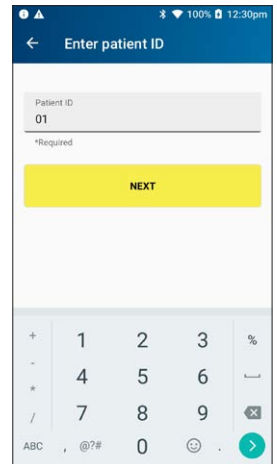 100% 12:30pm
Enter patient ID
Patient ID
01
*Required
NEXT
+ 1 2 3 %
-
* 4 5 6
/ 7 8 9
ABC , @?# 0